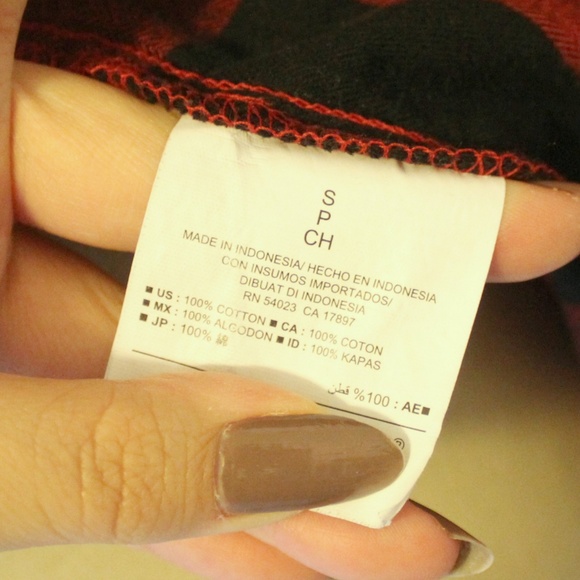 S
P
CH
MADE IN INDONESIA/ HECHO EN INDONESIA
CON INSUMOS IMPORTADOS/
DIBUAT DI INDONESIA
RN 54023 CA 17897
■ US : 100% COTTON ■ CA : 100% COTON
■ MX : 100% ALGODON ■ ID : 100% KAPAS
■ JP : 100% 綿
■AE : 100% قطن